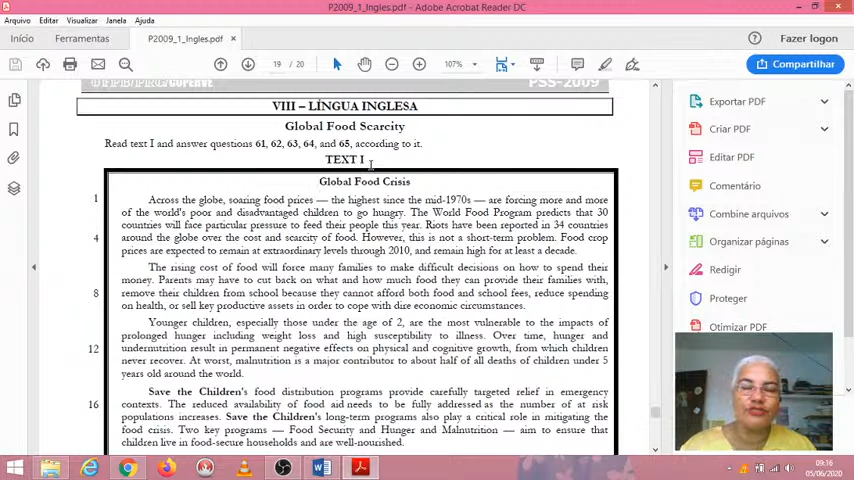 P2009_1_Ingles.pdf - Adobe Acrobat Reader DC
Arquivo Editar Visualizar Janela Ajuda
Início Ferramentas P2009_1_Ingles.pdf × Fazer logon
19 / 20 107% Compartilhar
PSS-2009
VIII – LÍNGUA INGLESA
Global Food Scarcity
Read text I and answer questions 61, 62, 63, 64, and 65, according to it.
TEXT I
Global Food Crisis
1 Across the globe, soaring food prices — the highest since the mid-1970s — are forcing more and more
of the world's poor and disadvantaged children to go hungry. The World Food Program predicts that 30
countries will face particular pressure to feed their people this year. Riots have been reported in 34 countries
4 around the globe over the cost and scarcity of food. However, this is not a short-term problem. Food crop
prices are expected to remain at extraordinary levels through 2010, and remain high for at least a decade.
The rising cost of food will force many families to make difficult decisions on how to spend their
money. Parents may have to cut back on what and how much food they can provide their families with,
8 remove their children from school because they cannot afford both food and school fees, reduce spending
on health, or sell key productive assets in order to cope with dire economic circumstances.
Younger children, especially those under the age of 2, are the most vulnerable to the impacts of
prolonged hunger including weight loss and high susceptibility to illness. Over time, hunger and
12 undernutrition result in permanent negative effects on physical and cognitive growth, from which children
never recover. At worst, malnutrition is a major contributor to about half of all deaths of children under 5
years old around the world.
Save the Children's food distribution programs provide carefully targeted relief in emergency
16 contexts. The reduced availability of food aid needs to be fully addressed as the number of at risk
populations increases. Save the Children's long-term programs also play a critical role in mitigating the
food crisis. Two key programs — Food Security and Hunger and Malnutrition — aim to ensure that
children live in food-secure households and are well-nourished.
Exportar PDF
Criar PDF
Editar PDF
Comentário
Combinar arquivos
Organizar páginas
Redigir
Proteger
Otimizar PDF
09:16
05/06/2020